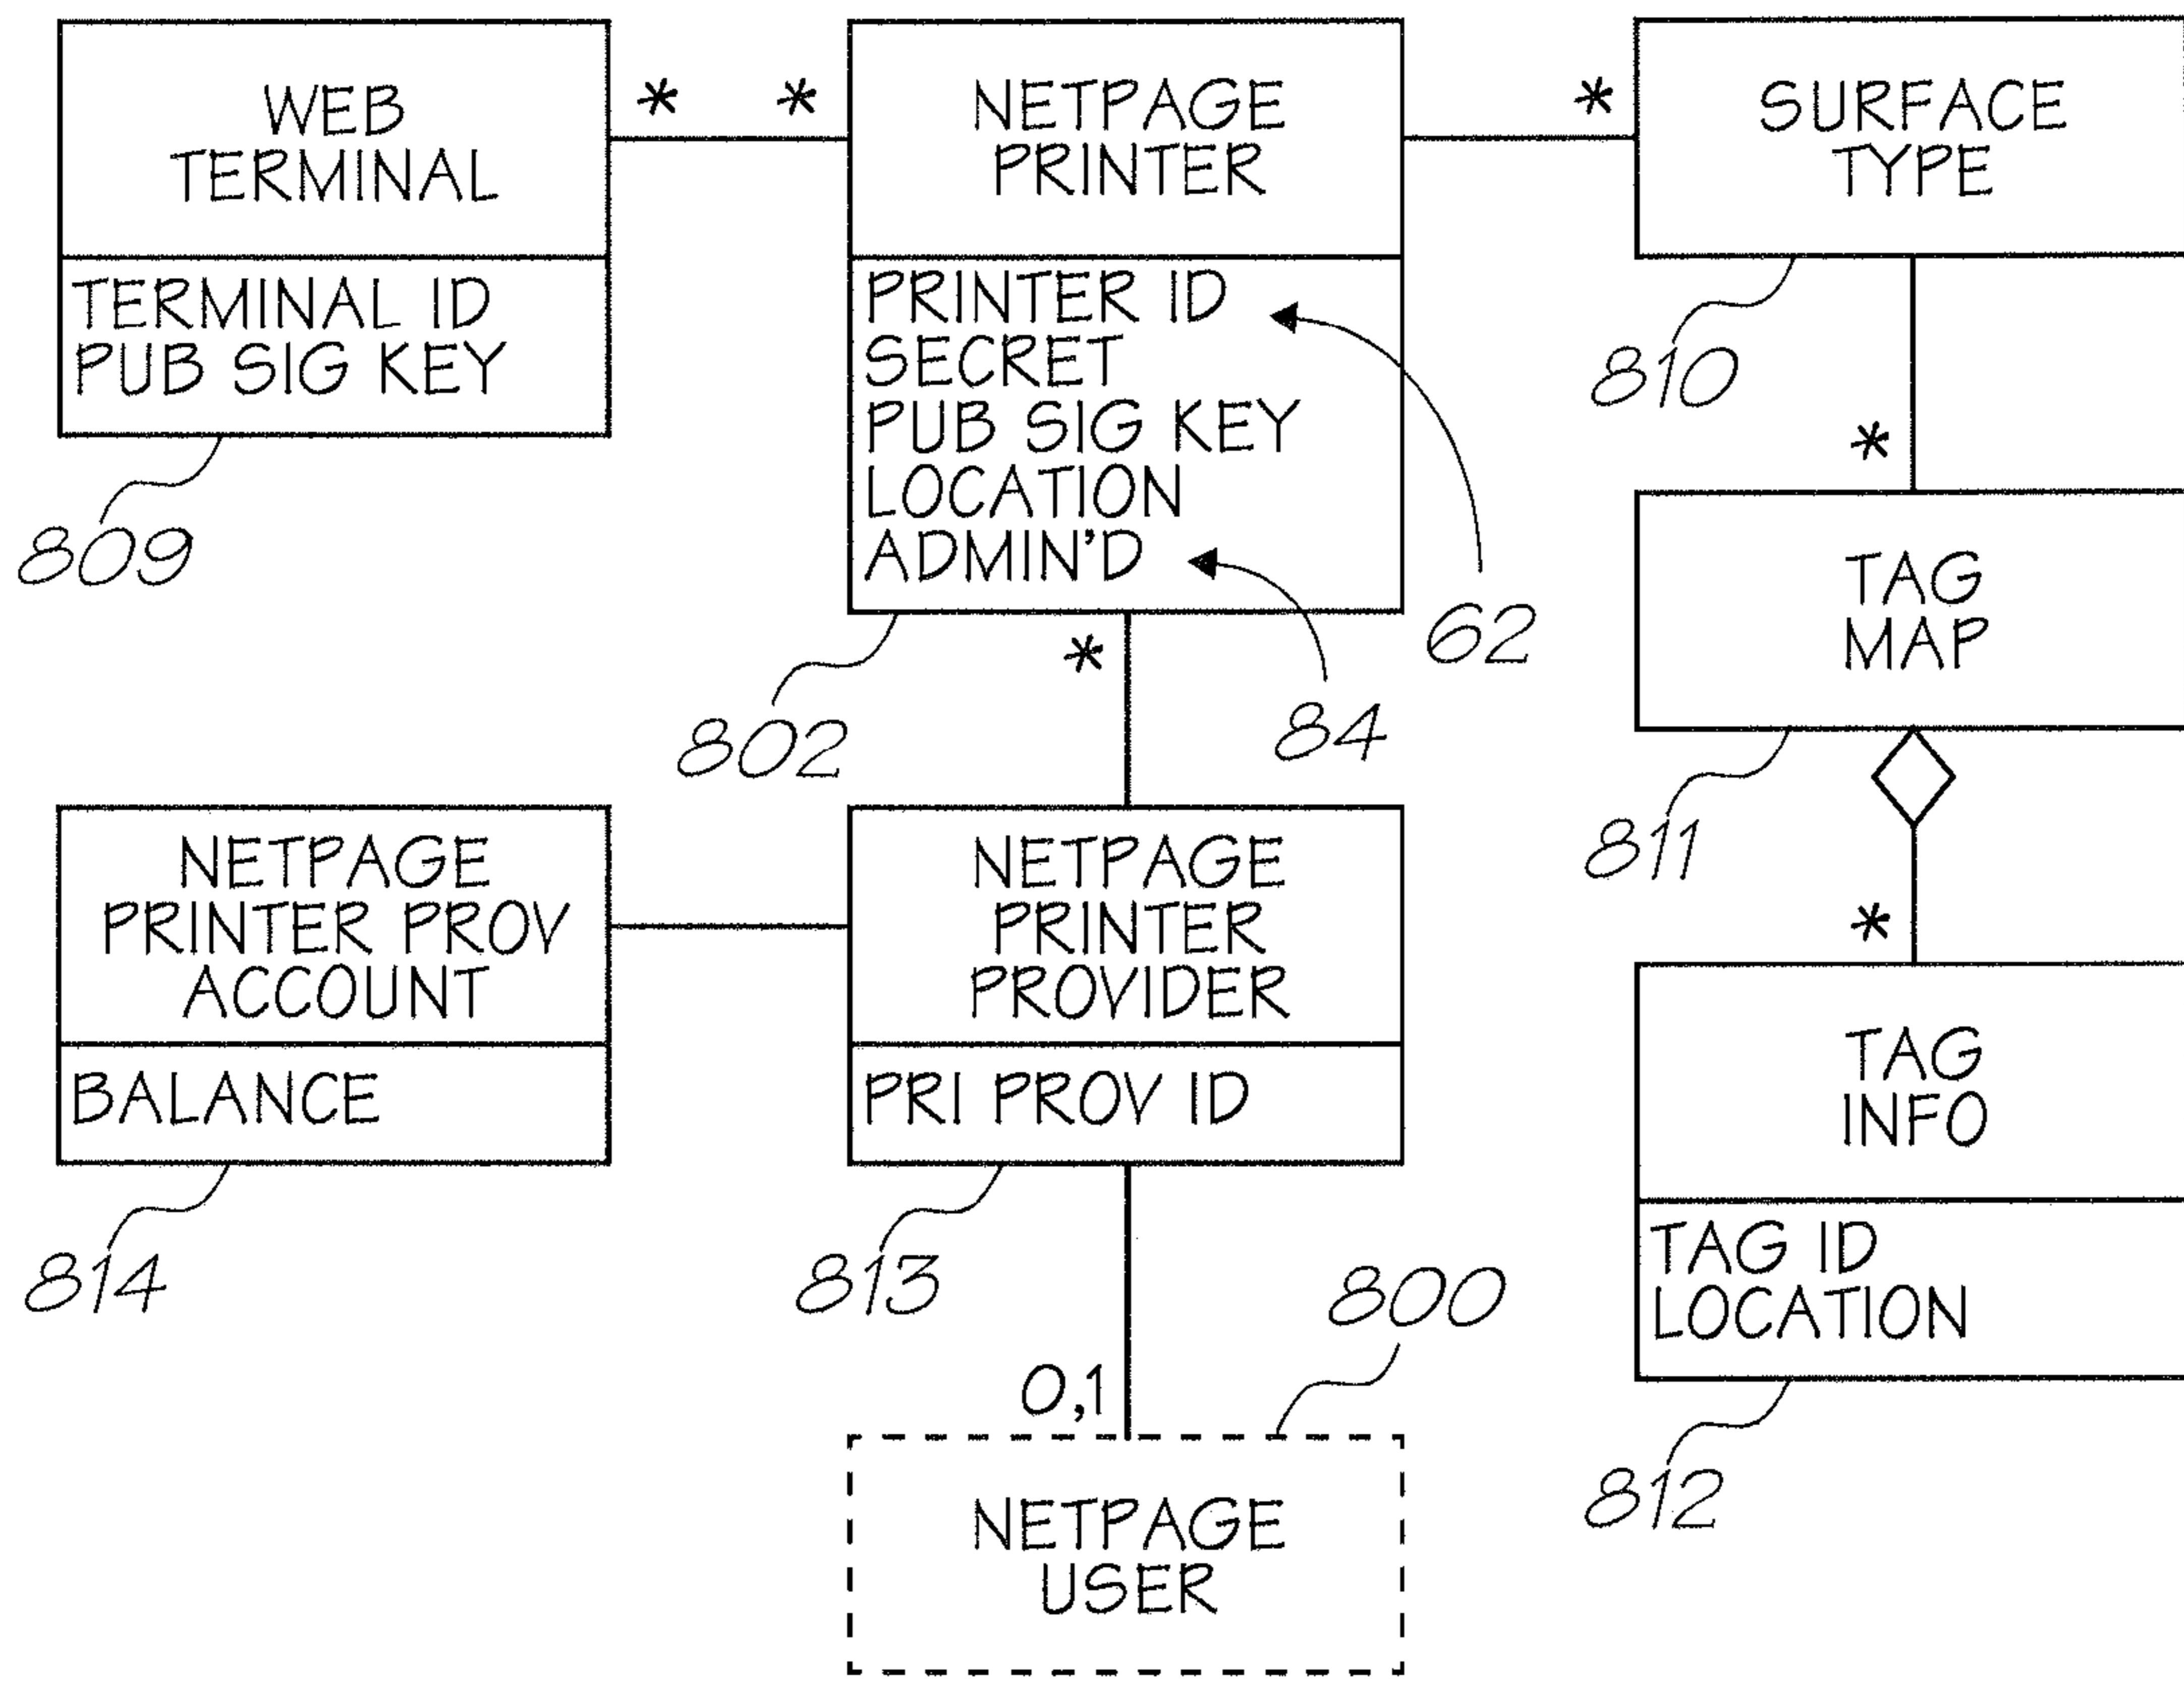 WEB
TERMINAL
TERMINAL ID
PUB SIG KEY
809
*
*
NETPAGE
PRINTER
PRINTER ID
SECRET
PUB SIG KEY
LOCATION
ADMIN'D
62
84
802
*
*
SURFACE
TYPE
810
*
TAG
MAP
811
*
TAG
INFO
TAG ID
LOCATION
812
NETPAGE
PRINTER PROV
ACCOUNT
BALANCE
814
NETPAGE
PRINTER
PROVIDER
PRI PROV ID
813
800
0,1
NETPAGE
USER